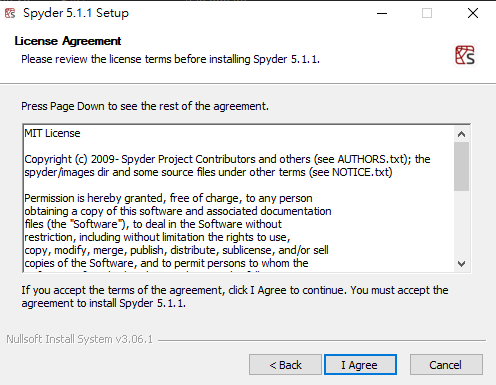 Spyder 5.1.1 Setup
License Agreement
Please review the license terms before installing Spyder 5.1.1.
Press Page Down to see the rest of the agreement.
MIT License
Copyright (c) 2009- Spyder Project Contributors and others (see AUTHORS.txt); the
spyder/images dir and some source files under other terms (see NOTICE.txt)
Permission is hereby granted, free of charge, to any person
obtaining a copy of this software and associated documentation
files (the "Software"), to deal in the Software without
restriction, including without limitation the rights to use,
copy, modify, merge, publish, distribute, sublicense, and/or sell
copies of the Software, and to permit persons to whom the
If you accept the terms of the agreement, click I Agree to continue. You must accept the
agreement to install Spyder 5.1.1.
Nullsoft Install System v3.06.1
< Back
I Agree
Cancel